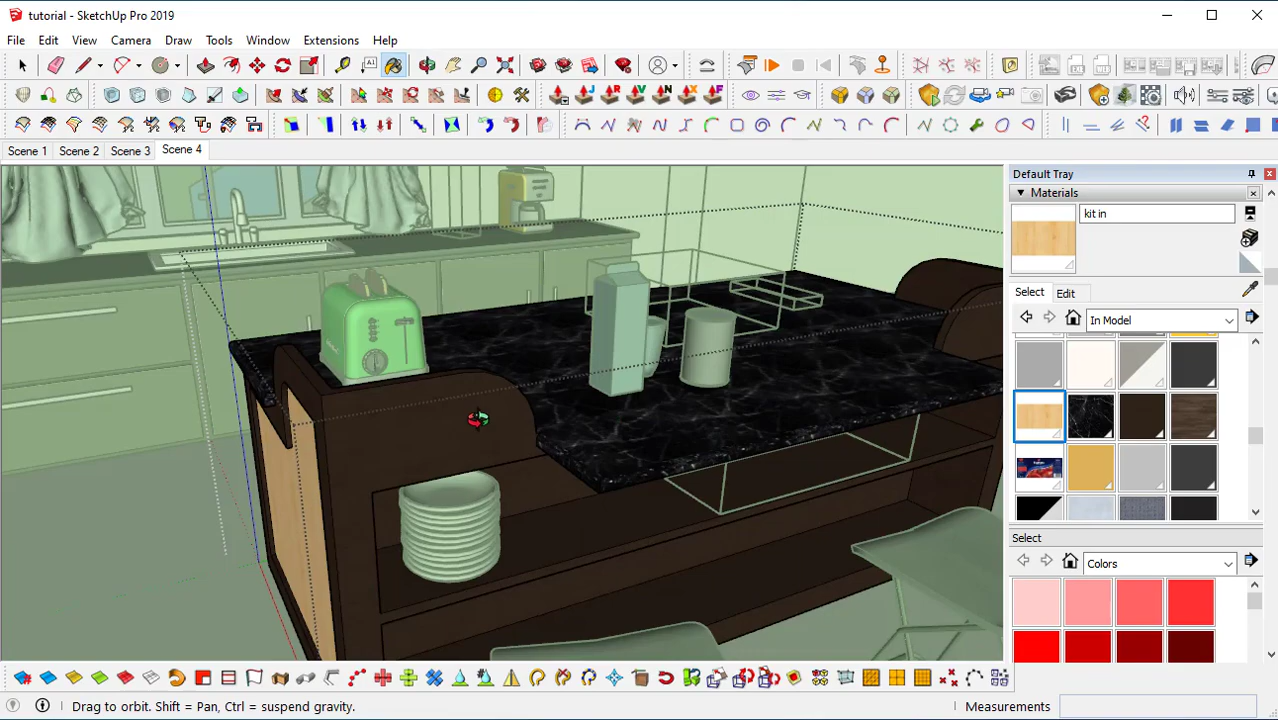 tutorial - SketchUp Pro 2019
File Edit View Camera Draw Tools Window Extensions Help
Scene 1 Scene 2 Scene 3 Scene 4
Default Tray
Materials
kit in
Select Edit
In Model
Select
Colors
Drag to orbit. Shift = Pan, Ctrl = suspend gravity.
Measurements